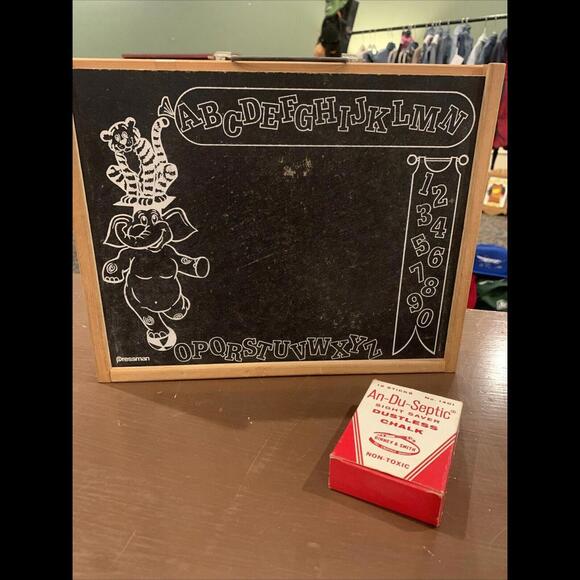 ABCDEFGHIJKLMN
1 2
3 4
5 6
7 8
9 0
OPQRSTUVWXYZ
Pressman
12 STICKS No. 1401
An-Du-Septic®
SIGHT SAVER
DUSTLESS
CHALK
BINNEY & SMITH
NON-TOXIC